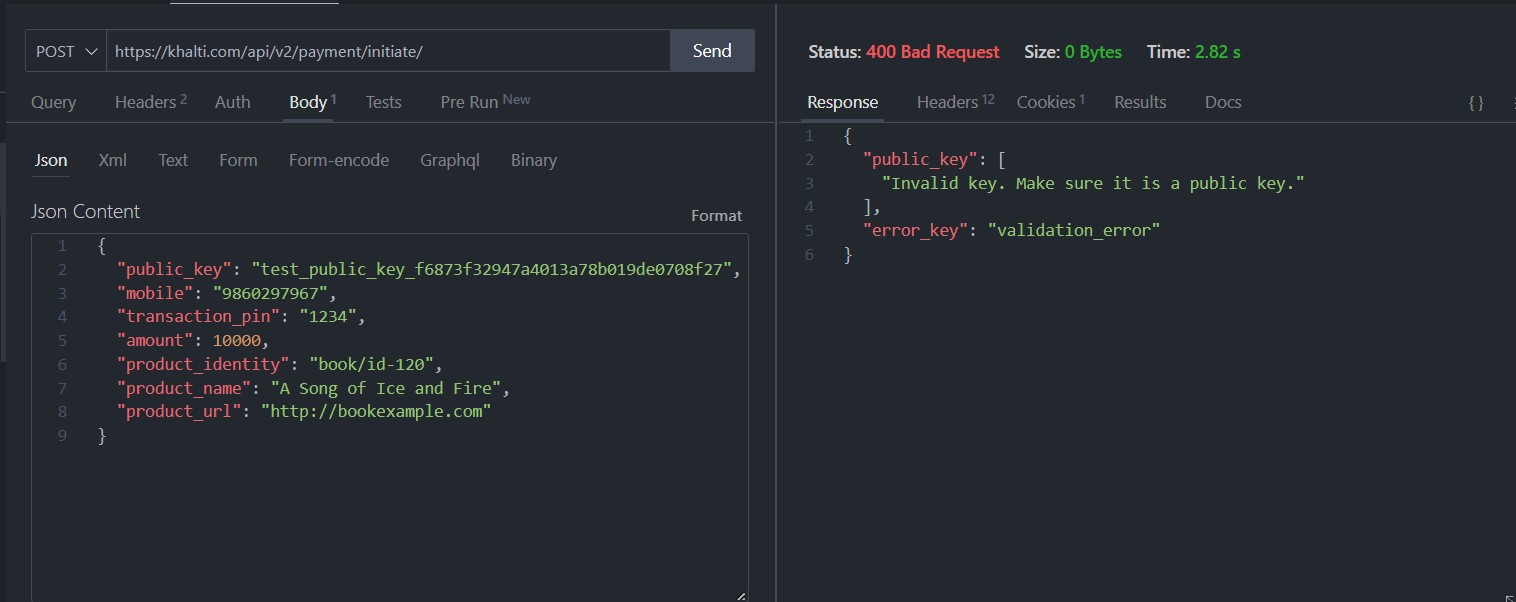 POST https://khalti.com/api/v2/payment/initiate/ Send
Query Headers 2 Auth Body 1 Tests Pre Run New
Json Xml Text Form Form-encode Graphql Binary
Json Content
Format
1 {
2 "public_key": "test_public_key_f6873f32947a4013a78b019de0708f27",
3 "mobile": "9860297967",
4 "transaction_pin": "1234",
5 "amount": 10000,
6 "product_identity": "book/id-120",
7 "product_name": "A Song of Ice and Fire",
8 "product_url": "http://bookexample.com"
9 }
Status: 400 Bad Request Size: 0 Bytes Time: 2.82 s
Response Headers 12 Cookies 1 Results Docs { }
1 {
2 "public_key": [
3 "Invalid key. Make sure it is a public key."
4 ],
5 "error_key": "validation_error"
6 }